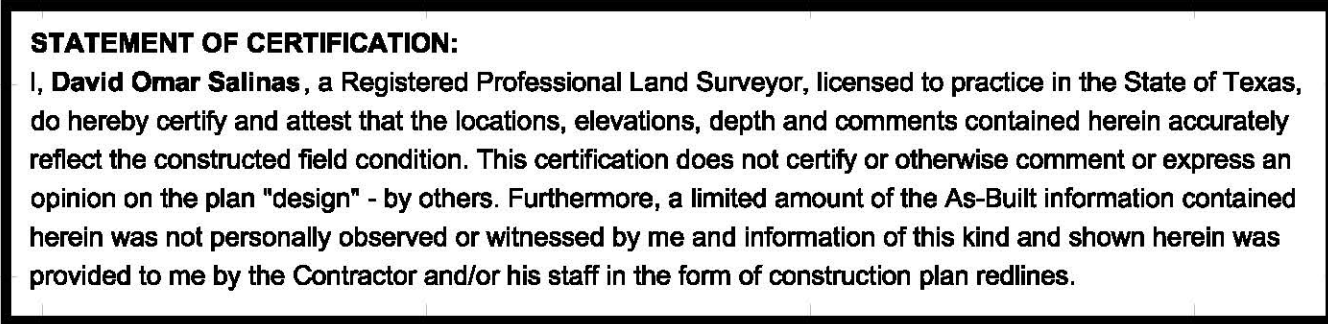 STATEMENT OF CERTIFICATION:
I, David Omar Salinas, a Registered Professional Land Surveyor, licensed to practice in the State of Texas,
do hereby certify and attest that the locations, elevations, depth and comments contained herein accurately
reflect the constructed field condition. This certification does not certify or otherwise comment or express an
opinion on the plan "design" - by others. Furthermore, a limited amount of the As-Built information contained
herein was not personally observed or witnessed by me and information of this kind and shown herein was
provided to me by the Contractor and/or his staff in the form of construction plan redlines.